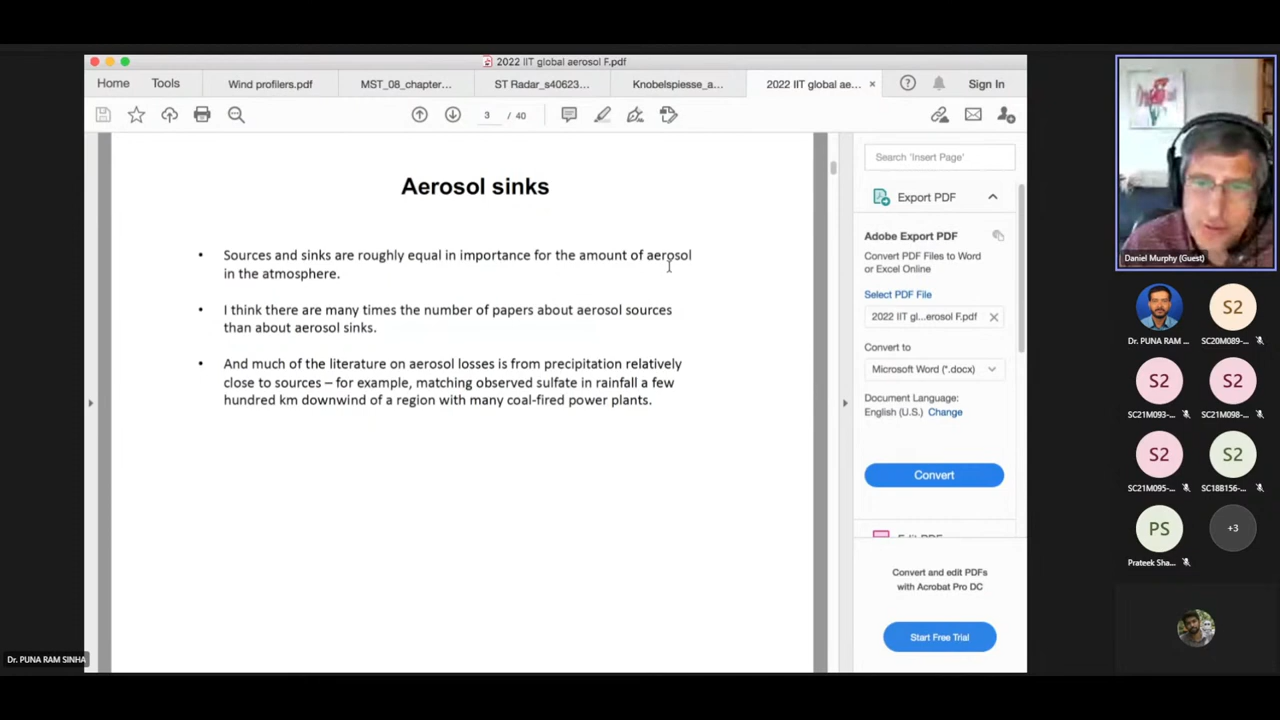 2022 IIT global aerosol F.pdf
Home
Tools
Wind profilers.pdf
MST_08_chapter...
ST Radar_s40623...
Knobelspiesse_a...
2022 IIT global ae...
Sign In
3 / 40
Aerosol sinks
• Sources and sinks are roughly equal in importance for the amount of aerosol
in the atmosphere.
• I think there are many times the number of papers about aerosol sources
than about aerosol sinks.
• And much of the literature on aerosol losses is from precipitation relatively
close to sources – for example, matching observed sulfate in rainfall a few
hundred km downwind of a region with many coal-fired power plants.
Search 'Insert Page'
Export PDF
Adobe Export PDF
Convert PDF Files to Word
or Excel Online
Select PDF File
2022 IIT gl...erosol F.pdf
Convert to
Microsoft Word (*.docx)
Document Language:
English (U.S.) Change
Convert
Convert and edit PDFs
with Acrobat Pro DC
Start Free Trial
Daniel Murphy (Guest)
Dr. PUNA RAM ...
S2
SC20M089-...
S2
SC21M093-...
S2
SC21M098-...
S2
SC21M095-...
S2
SC18B156-...
PS
Prateek Sha...
+3
Dr. PUNA RAM SINHA